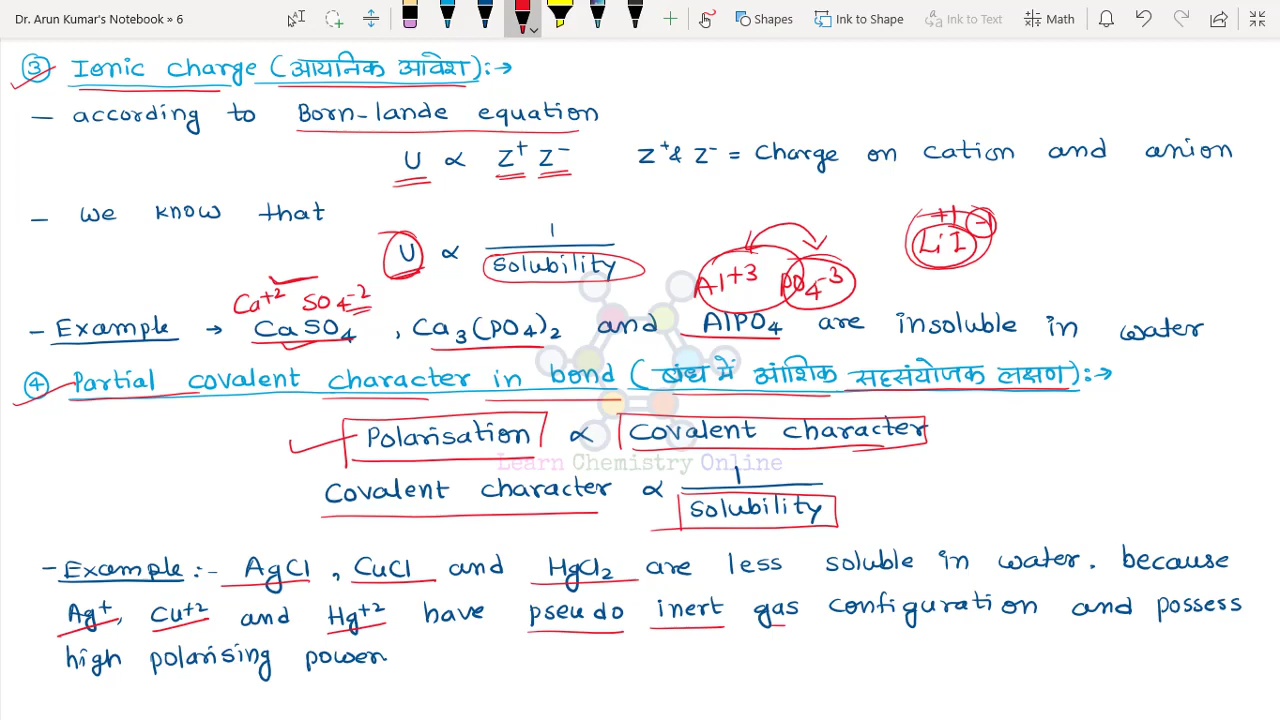 Dr. Arun Kumar's Notebook » 6
Shapes Ink to Shape Ink to Text Math
③ Ionic charge (आयनिक आवेश):→
— according to Born-lande equation
U ∝ Z⁺ Z⁻ Z⁺ & Z⁻ = Charge on cation and anion
— we know that
U ∝ 1/Solubility
Al⁺³ PO₄⁻³
+1 -1
LiI
Ca⁺² SO₄⁻²
— Example → CaSO₄, Ca₃(PO₄)₂ and AlPO₄ are insoluble in water
④ Partial covalent character in bond (बंध में आंशिक सहसंयोजक लक्षण):→
Polarisation ∝ Covalent character
Learn Chemistry Online
Covalent character ∝ 1/Solubility
- Example :- AgCl, CuCl and HgCl₂ are less soluble in water. because
Ag⁺, Cu⁺² and Hg⁺² have pseudo inert gas configuration and possess
high polarising power